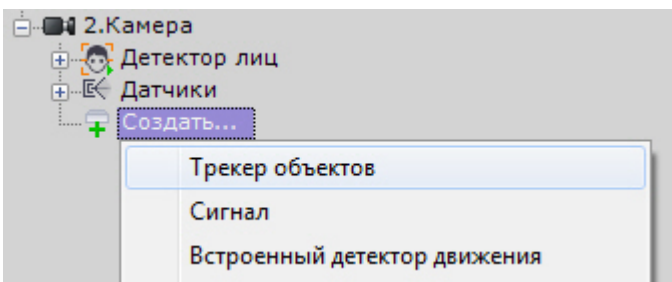 2.Камера
Детектор лиц
Датчики
Создать...
Трекер объектов
Сигнал
Встроенный детектор движения